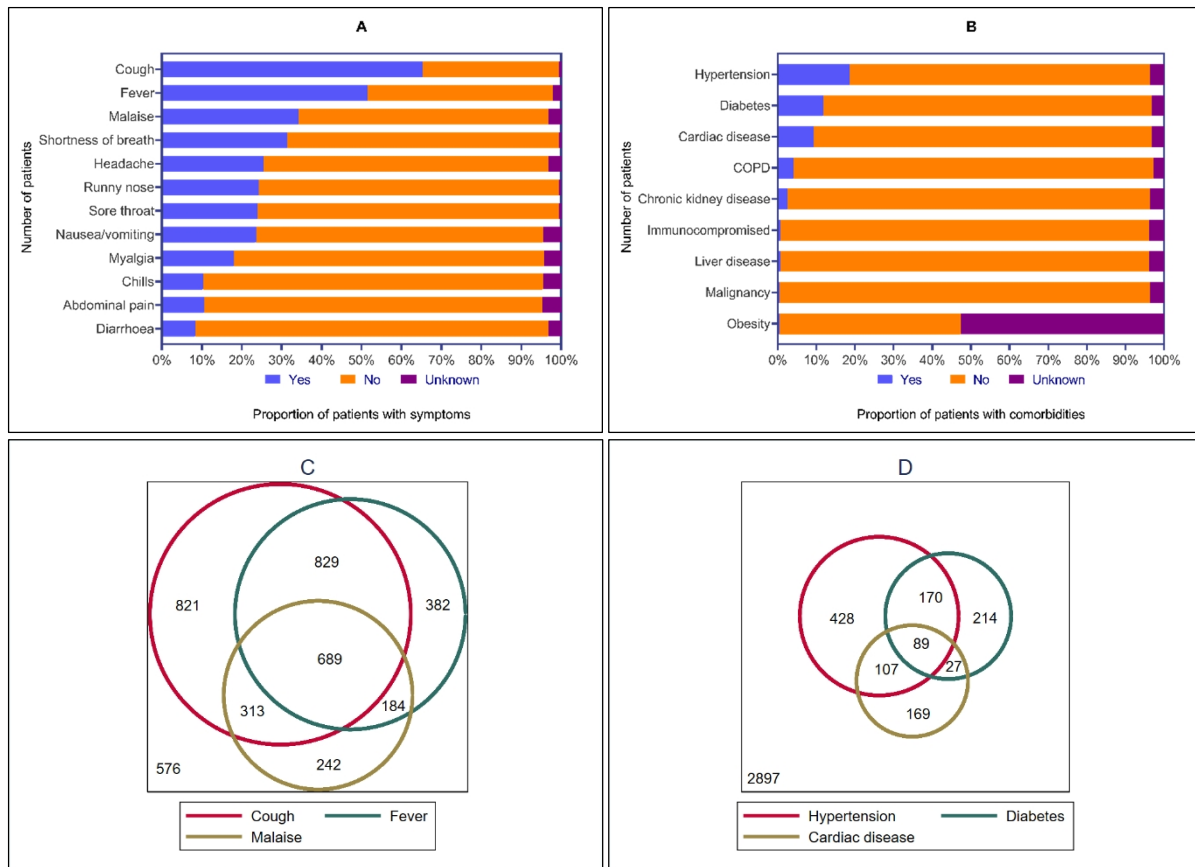 A
Number of patients
Cough
Fever
Malaise
Shortness of breath
Headache
Runny nose
Sore throat
Nausea/vomiting
Myalgia
Chills
Abdominal pain
Diarrhoea
0% 10% 20% 30% 40% 50% 60% 70% 80% 90% 100%
Yes No Unknown
Proportion of patients with symptoms
B
Number of patients
Hypertension
Diabetes
Cardiac disease
COPD
Chronic kidney disease
Immunocompromised
Liver disease
Malignancy
Obesity
0% 10% 20% 30% 40% 50% 60% 70% 80% 90% 100%
Yes No Unknown
Proportion of patients with comorbidities
C
829
821 382
689
313 184
242
576
Cough Fever
Malaise
D
170
428 214
89
107 27
169
2897
Hypertension Diabetes
Cardiac disease